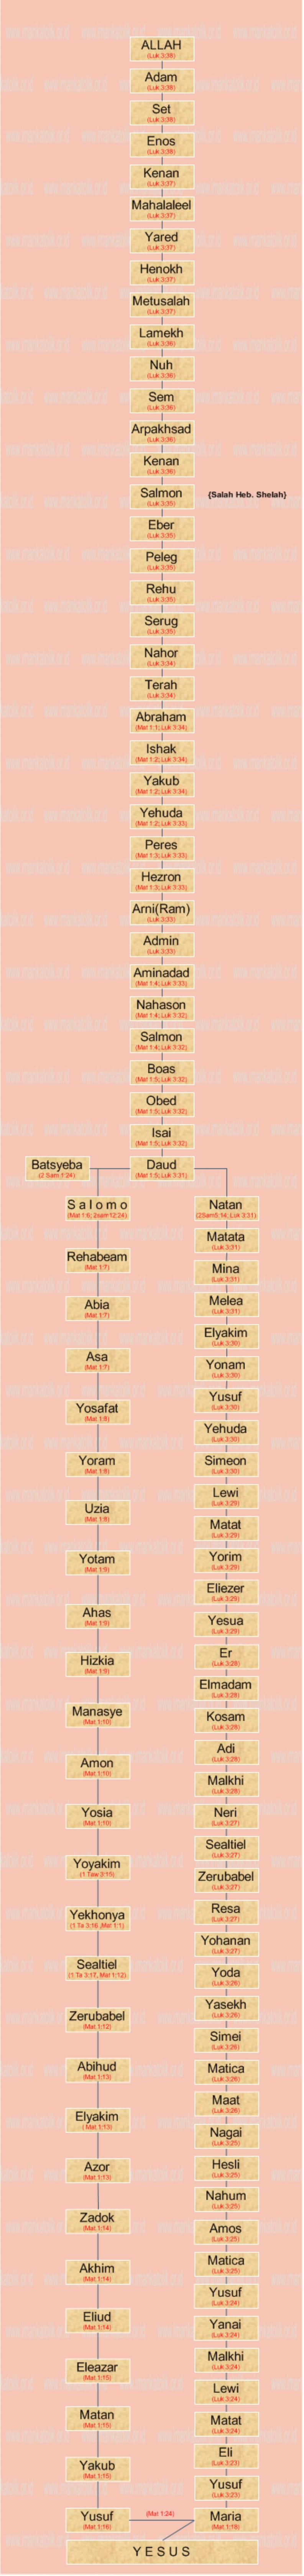 ALLAH
(Luk 3:38)
Adam
(Luk 3:38)
Set
(Luk 3:38)
Enos
(Luk 3:38)
Kenan
(Luk 3:37)
Mahalaleel
(Luk 3:37)
Yared
(Luk 3:37)
Henokh
(Luk 3:37)
Metusalah
(Luk 3:37)
Lamekh
(Luk 3:36)
Nuh
(Luk 3:36)
Sem
(Luk 3:36)
Arpakhsad
(Luk 3:36)
Kenan
(Luk 3:36)
Salmon {Salah Heb. Shelah}
(Luk 3:35)
Eber
(Luk 3:35)
Peleg
(Luk 3:35)
Rehu
(Luk 3:35)
Serug
(Luk 3:35)
Nahor
(Luk 3:34)
Terah
(Luk 3:34)
Abraham
(Mat 1:1; Luk 3:34)
Ishak
(Mat 1:2; Luk 3:34)
Yakub
(Mat 1:2; Luk 3:34)
Yehuda
(Mat 1:2; Luk 3:33)
Peres
(Mat 1:3; Luk 3:33)
Hezron
(Mat 1:3; Luk 3:33)
Arni(Ram)
(Luk 3:33)
Admin
(Luk 3:33)
Aminadad
(Mat 1:4; Luk 3:33)
Nahason
(Mat 1:4; Luk 3:32)
Salmon
(Mat 1:4; Luk 3:32)
Boas
(Mat 1:5; Luk 3:32)
Obed
(Mat 1:5; Luk 3:32)
Isai
(Mat 1:5; Luk 3:32)
Batsyeba
(2 Sam 1:24)
Daud
(Mat 1:5; Luk 3:31)
S a l o m o
(Mat 1:6; 2sam12:24)
Rehabeam
(Mat 1:7)
Abia
(Mat 1:7)
Asa
(Mat 1:7)
Yosafat
(Mat 1:8)
Yoram
(Mat 1:8)
Uzia
(Mat 1:8)
Yotam
(Mat 1:9)
Ahas
(Mat 1:9)
Hizkia
(Mat 1:9)
Manasye
(Mat 1:10)
Amon
(Mat 1:10)
Yosia
(Mat 1:10)
Yoyakim
(1 Taw 3:15)
Yekhonya
(1 Ta 3:16 ,Mat 1:1)
Sealtiel
(1 Ta 3:17, Mat 1:12)
Zerubabel
(Mat 1:12)
Abihud
(Mat 1:13)
Elyakim
( Mat 1:13)
Azor
(Mat 1:13)
Zadok
(Mat 1:14)
Akhim
(Mat 1:14)
Eliud
(Mat 1:14)
Eleazar
(Mat 1:15)
Matan
(Mat 1:15)
Yakub
(Mat 1:15)
Yusuf
(Mat 1:16)
Natan
(2Sam5:14; Luk 3:31)
Matata
(Luk 3:31)
Mina
(Luk 3:31)
Melea
(Luk 3:31)
Elyakim
(Luk 3:30)
Yonam
(Luk 3:30)
Yusuf
(Luk 3:30)
Yehuda
(Luk 3:30)
Simeon
(Luk 3:30)
Lewi
(Luk 3:29)
Matat
(Luk 3:29)
Yorim
(Luk 3:29)
Eliezer
(Luk 3:29)
Yesua
(Luk 3:29)
Er
(Luk 3:28)
Elmadam
(Luk 3:28)
Kosam
(Luk 3:28)
Adi
(Luk 3:28)
Malkhi
(Luk 3:28)
Neri
(Luk 3:27)
Sealtiel
(Luk 3:27)
Zerubabel
(Luk 3:27)
Resa
(Luk 3:27)
Yohanan
(Luk 3:27)
Yoda
(Luk 3:26)
Yasekh
(Luk 3:26)
Simei
(Luk 3:26)
Matica
(Luk 3:26)
Maat
(Luk 3:26)
Nagai
(Luk 3:25)
Hesli
(Luk 3:25)
Nahum
(Luk 3:25)
Amos
(Luk 3:25)
Matica
(Luk 3:25)
Yusuf
(Luk 3:24)
Yanai
(Luk 3:24)
Malkhi
(Luk 3:24)
Lewi
(Luk 3:24)
Matat
(Luk 3:24)
Eli
(Luk 3:23)
Yusuf
(Luk 3:23)
(Mat 1:24)
Maria
(Mat 1:18)
Y E S U S